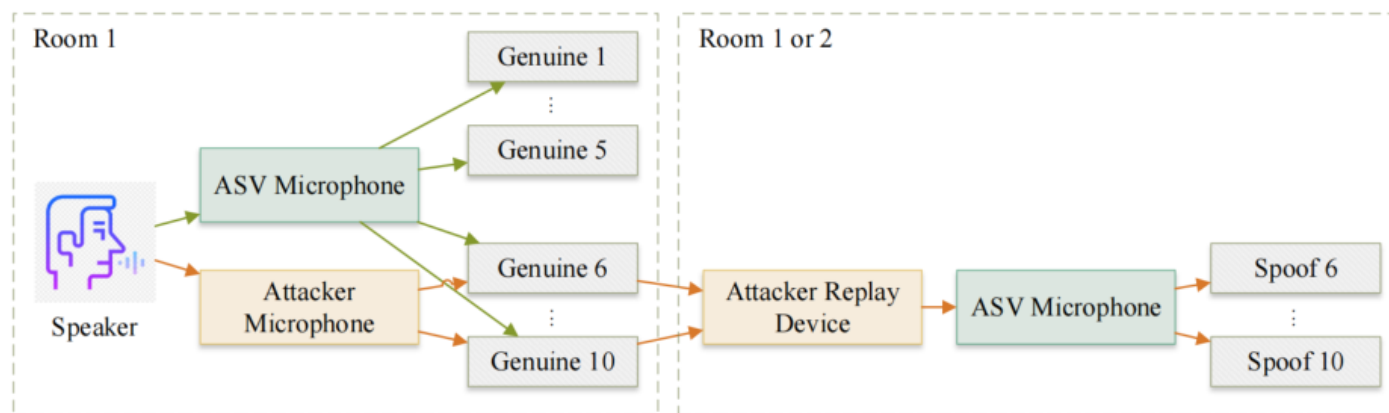 Room 1
Genuine 1
⋮
Genuine 5
ASV Microphone
Genuine 6
⋮
Genuine 10
Attacker
Microphone
Speaker
Room 1 or 2
Attacker Replay
Device
ASV Microphone
Spoof 6
⋮
Spoof 10